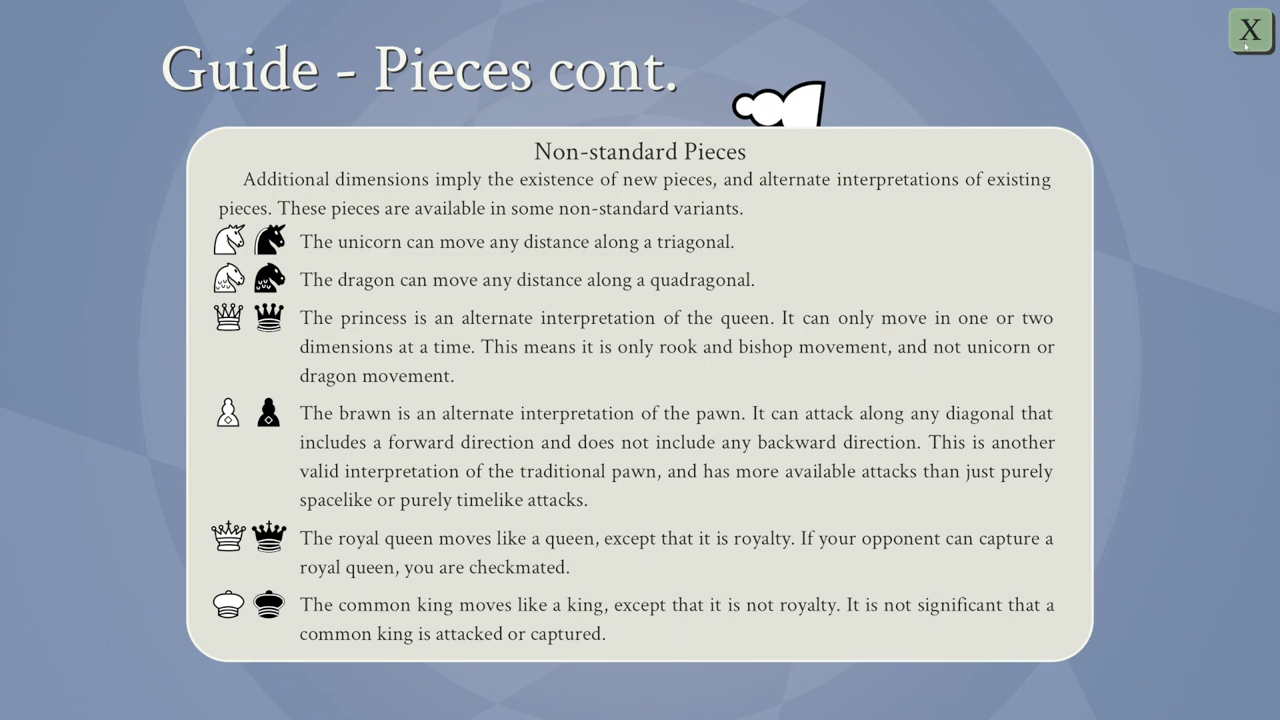 Guide - Pieces cont.
X
Non-standard Pieces
Additional dimensions imply the existence of new pieces, and alternate interpretations of existing
pieces. These pieces are available in some non-standard variants.
The unicorn can move any distance along a triagonal.
The dragon can move any distance along a quadragonal.
The princess is an alternate interpretation of the queen. It can only move in one or two
dimensions at a time. This means it is only rook and bishop movement, and not unicorn or
dragon movement.
The brawn is an alternate interpretation of the pawn. It can attack along any diagonal that
includes a forward direction and does not include any backward direction. This is another
valid interpretation of the traditional pawn, and has more available attacks than just purely
spacelike or purely timelike attacks.
The royal queen moves like a queen, except that it is royalty. If your opponent can capture a
royal queen, you are checkmated.
The common king moves like a king, except that it is not royalty. It is not significant that a
common king is attacked or captured.